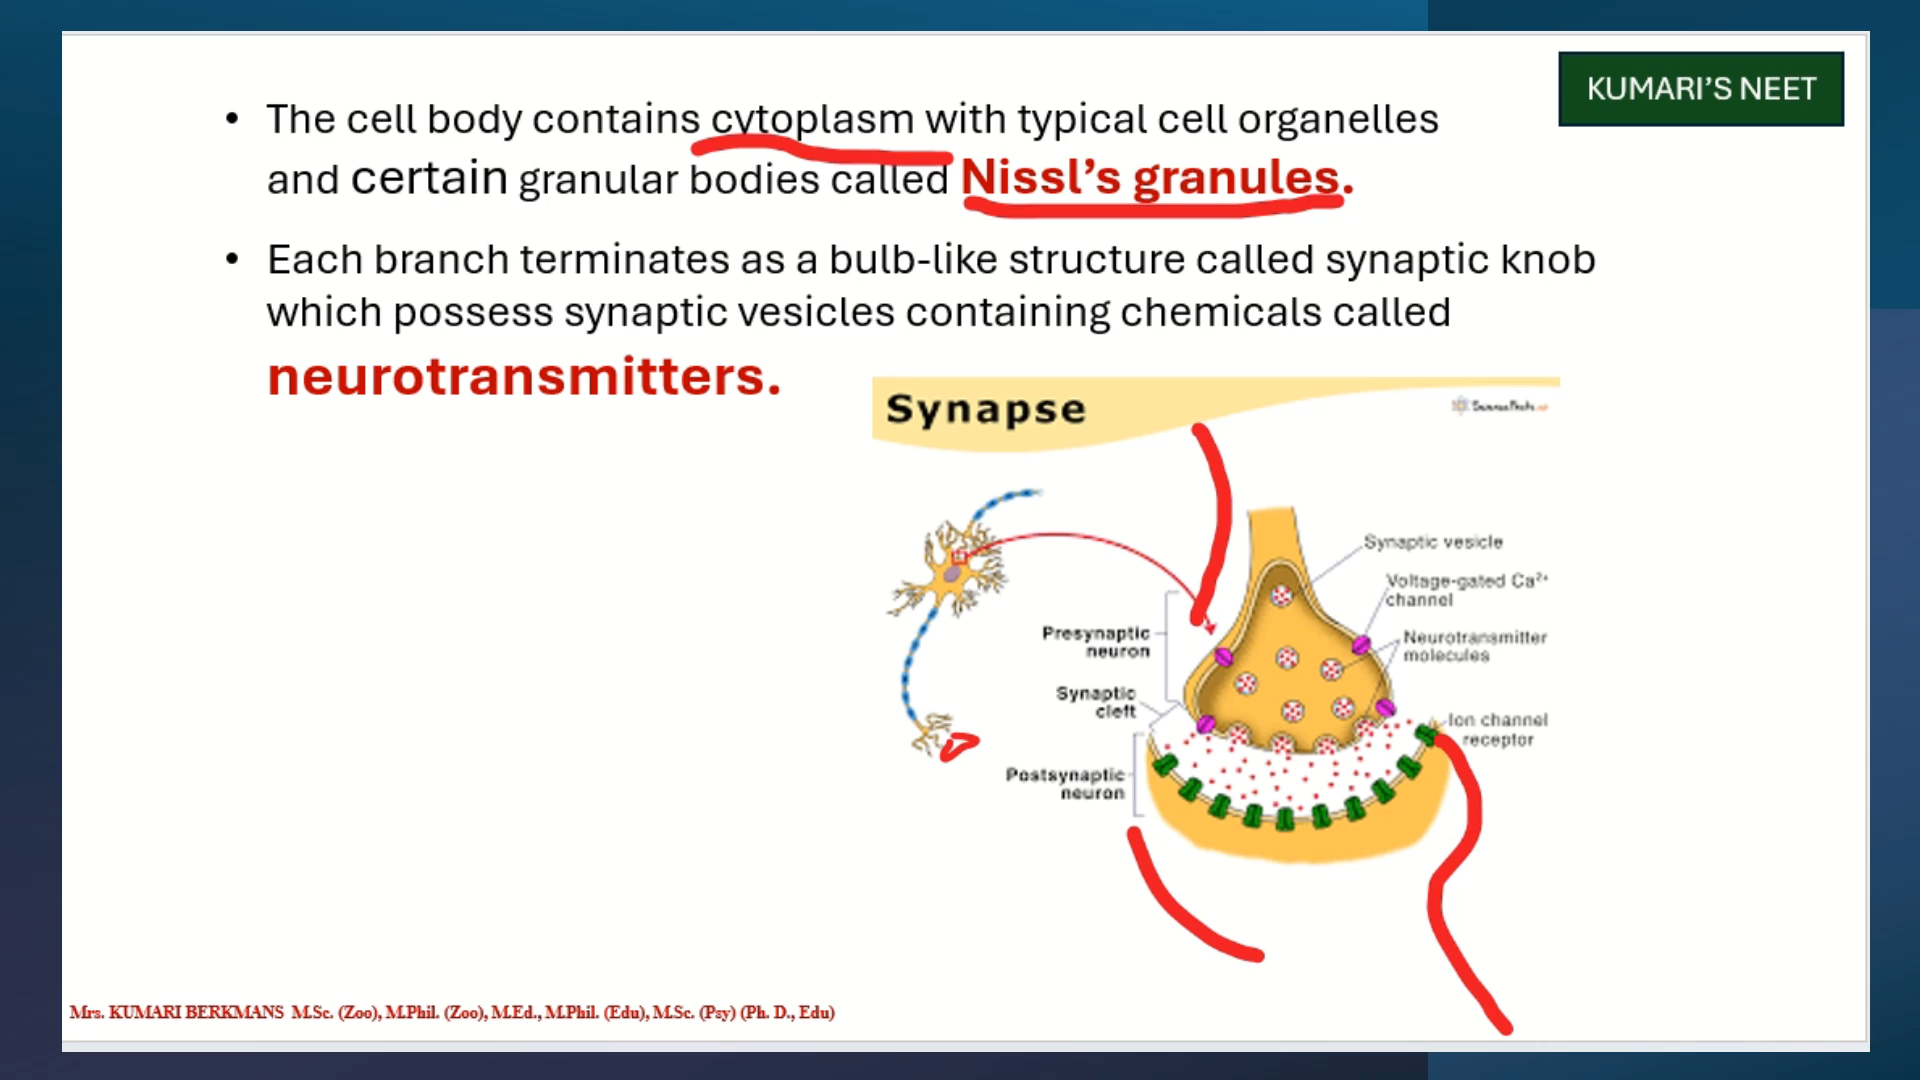 KUMARI'S NEET
• The cell body contains cytoplasm with typical cell organelles
and certain granular bodies called Nissl's granules.
• Each branch terminates as a bulb-like structure called synaptic knob
which possess synaptic vesicles containing chemicals called
neurotransmitters.
Synapse
Synaptic vesicle
Voltage-gated Ca²⁺
channel
Neurotransmitter
molecules
Presynaptic
neuron
Synaptic
cleft
Ion channel
receptor
Postsynaptic
neuron
Mrs. KUMARI BERKMANS M.Sc. (Zoo), M.Phil. (Zoo), M.Ed., M.Phil. (Edu), M.Sc. (Psy) (Ph. D., Edu)